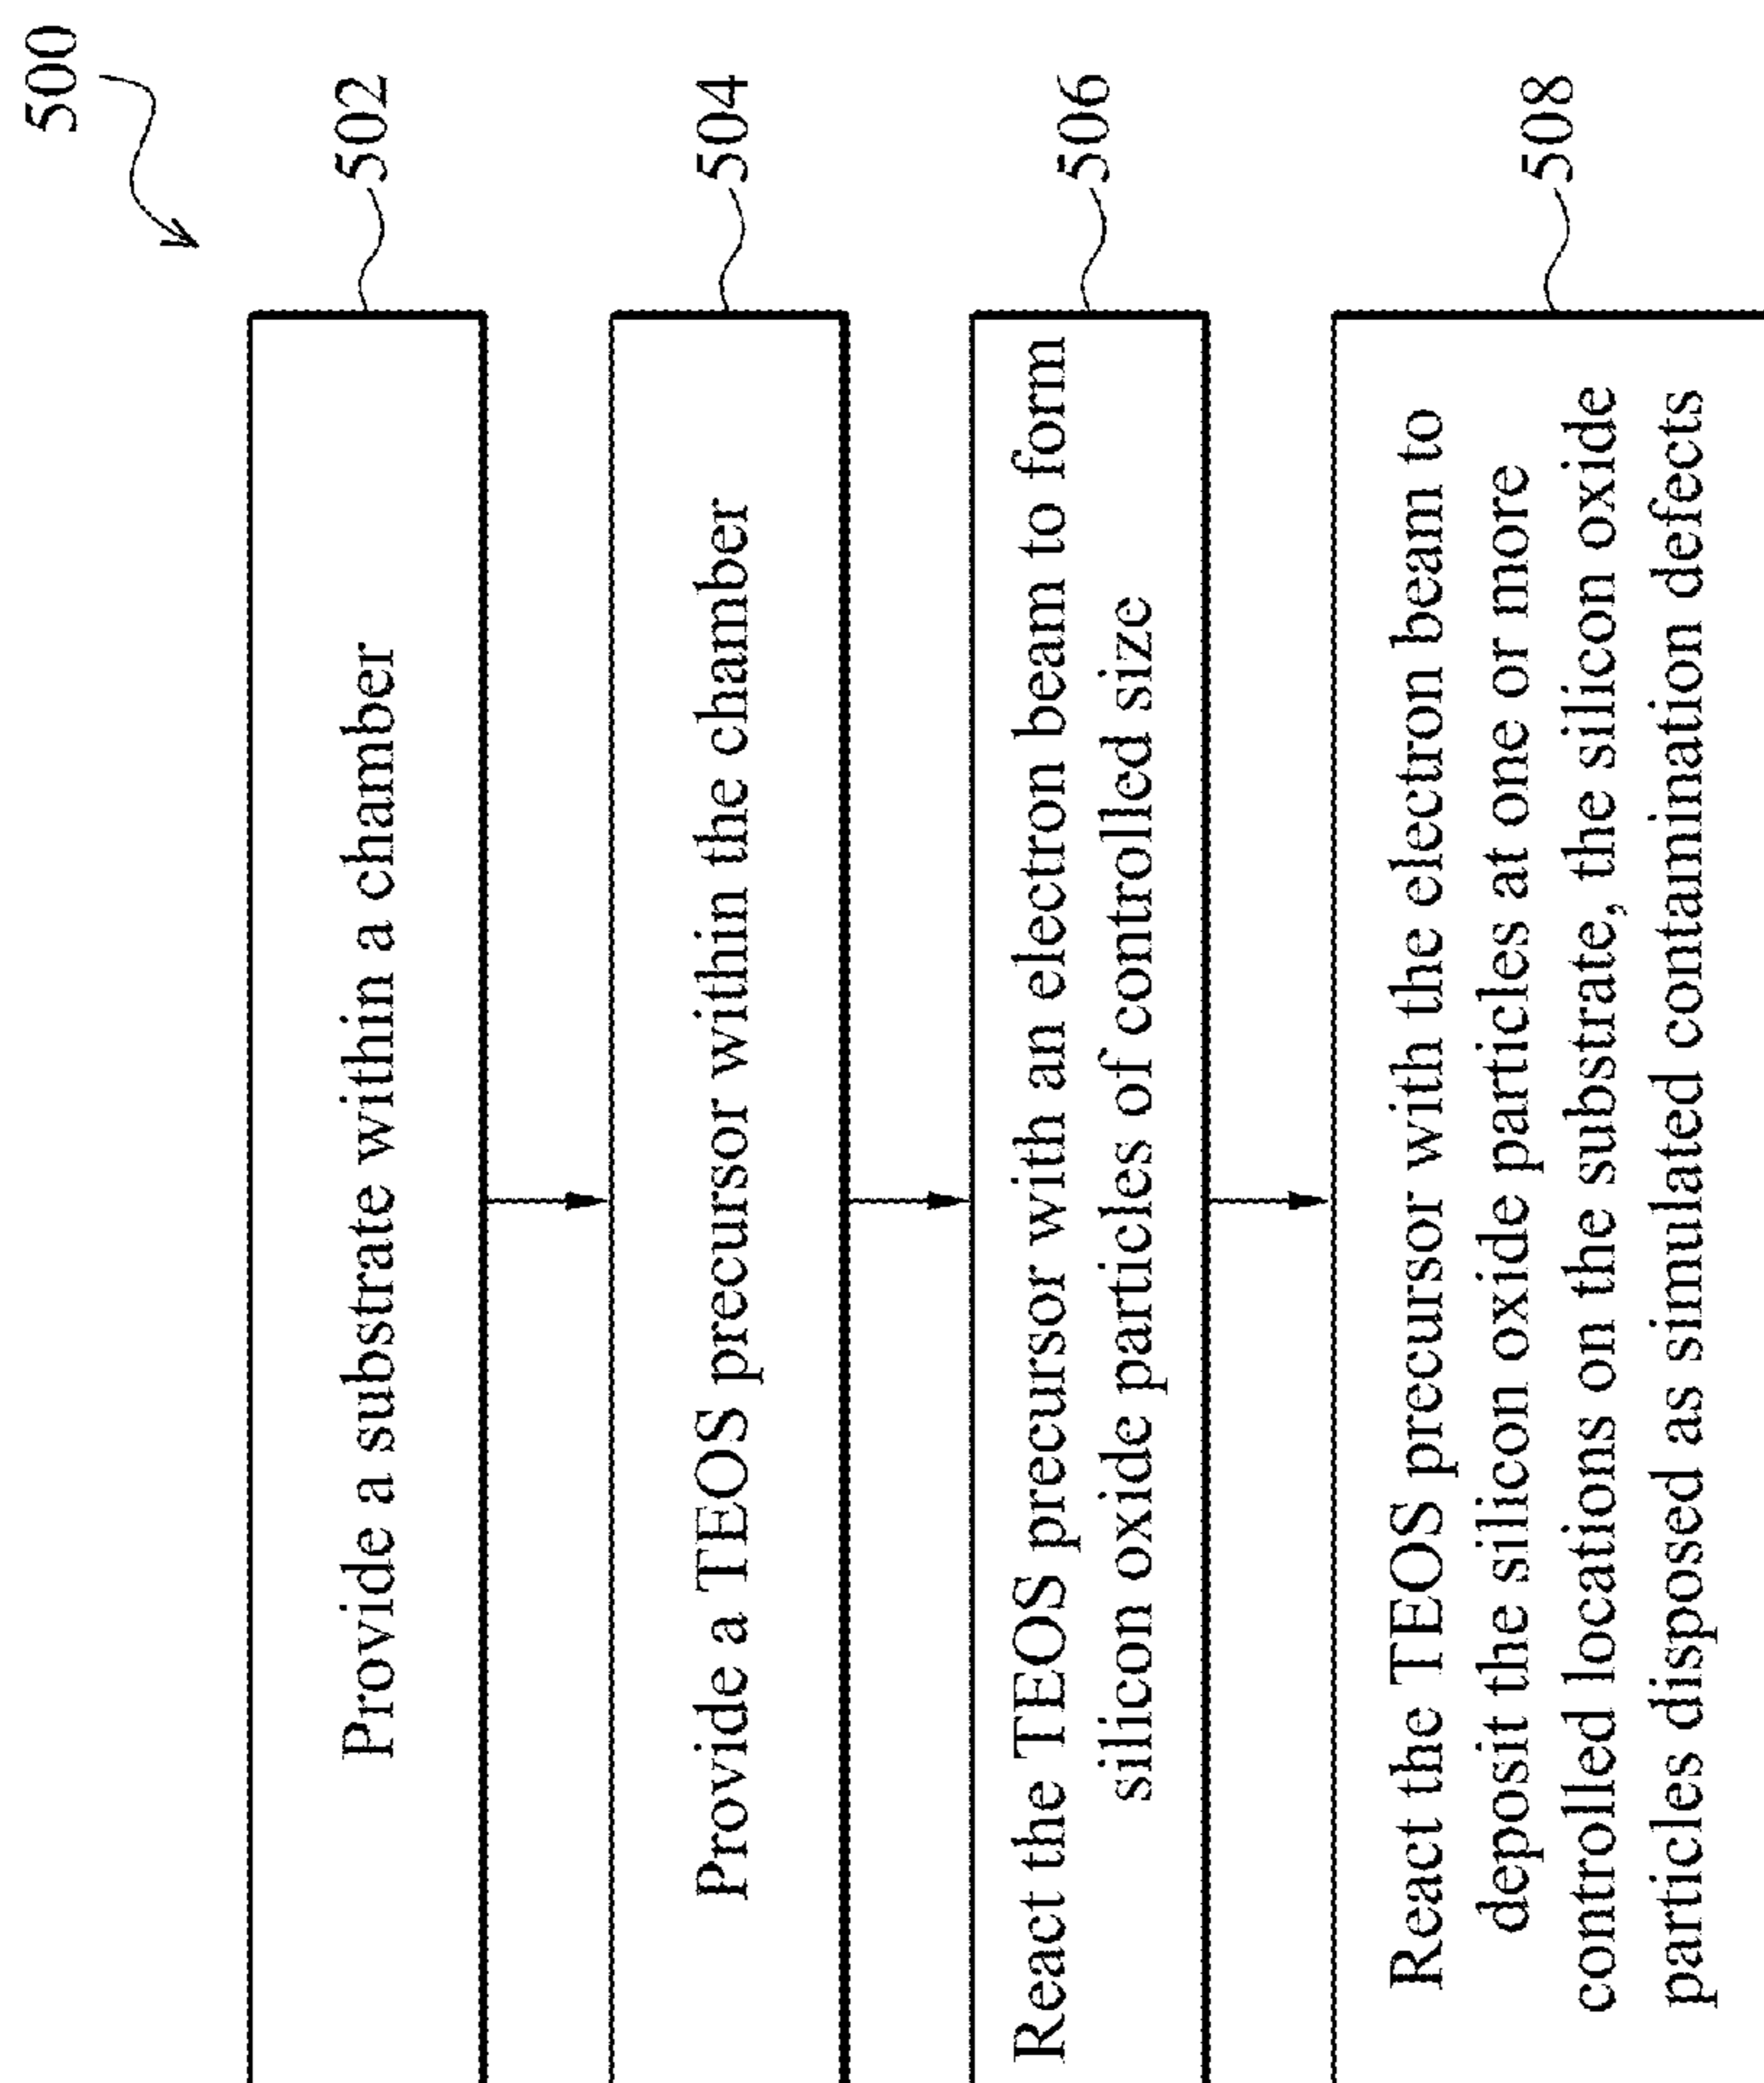 500
Provide a substrate within a chamber
502
Provide a TEOS precursor within the chamber
504
React the TEOS precursor with an electron beam to form
silicon oxide particles of controlled size
506
React the TEOS precursor with the electron beam to
deposit the silicon oxide particles at one or more
controlled locations on the substrate, the silicon oxide
particles disposed as simulated contamination defects
508